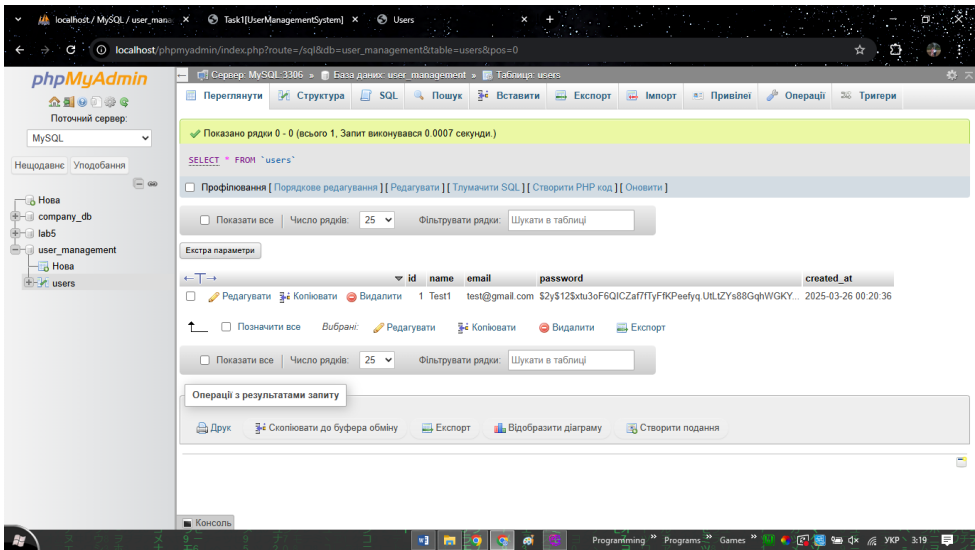 localhost / MySQL / user_mana
Task1[UserManagementSystem]
Users
localhost/phpmyadmin/index.php?route=/sql&db=user_management&table=users&pos=0
phpMyAdmin
Поточний сервер:
MySQL
Нещодавнє Уподобання
Нова
company_db
lab5
user_management
Нова
users
Сервер: MySQL:3306 » База даних: user_management » Таблиця: users
Переглянути Структура SQL Пошук Вставити Експорт Імпорт Привілеї Операції Тригери
Показано рядки 0 - 0 (всього 1, Запит виконувався 0.0007 секунди.)
SELECT * FROM `users`
Профілювання [ Порядкове редагування ] [ Редагувати ] [ Тлумачити SQL ] [ Створити PHP код ] [ Оновити ]
Показати все Число рядків: 25 Фільтрувати рядки: Шукати в таблиці
Екстра параметри
id name email password created_at
Редагувати Копіювати Видалити 1 Test1 test@gmail.com $2y$12$xtu3oF6QICZaf7fTyFfKPeefyq.UtLtZYs88GqhWGKY... 2025-03-26 00:20:36
Позначити все Вибрані: Редагувати Копіювати Видалити Експорт
Показати все Число рядків: 25 Фільтрувати рядки: Шукати в таблиці
Операції з результатами запиту
Друк Скопіювати до буфера обміну Експорт Відобразити діаграму Створити подання
Консоль
Programming » Programs » Games » УКР 3:19